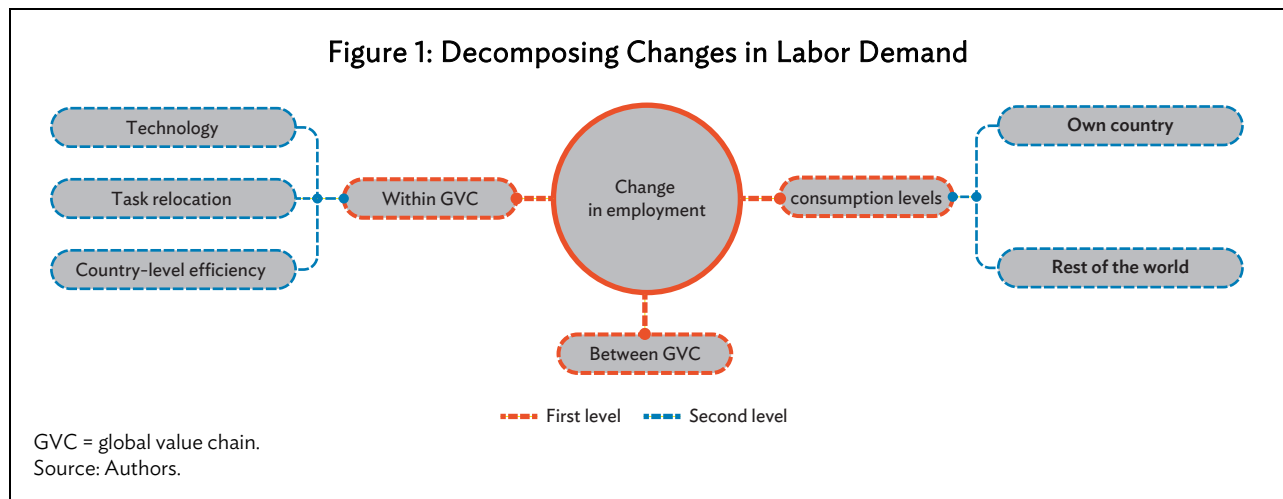 Figure 1: Decomposing Changes in Labor Demand
Technology
Task relocation
Country-level efficiency
Within GVC
Change
in employment
consumption levels
Own country
Rest of the world
Between GVC
First level
Second level
GVC = global value chain.
Source: Authors.